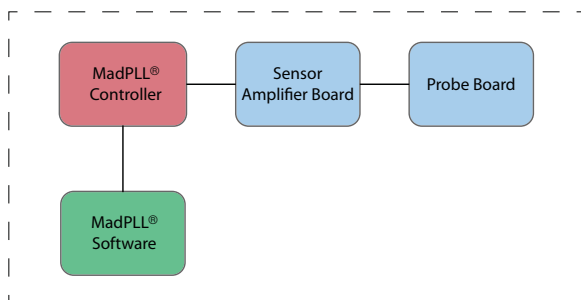 MadPLL®
Controller
Sensor
Amplifier Board
Probe Board
MadPLL®
Software